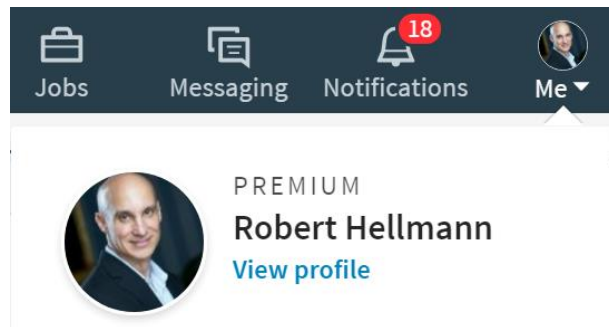 18
Jobs Messaging Notifications Me
PREMIUM
Robert Hellmann
View profile